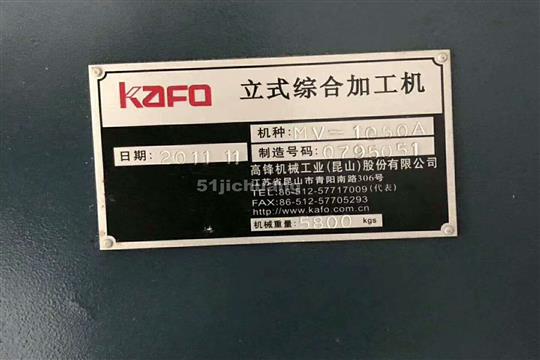 KAFO 立式综合加工机
机种: MV-1050A
日期: 2011.11 制造号码: 0795051
高锋机械工业(昆山)股份有限公司
江苏省昆山市青阳南路306号
TEL:86-512-57717009(代表)
FAX:86-512-57705293
http://www.kafo.com.cn
机械重量: 5800 kgs